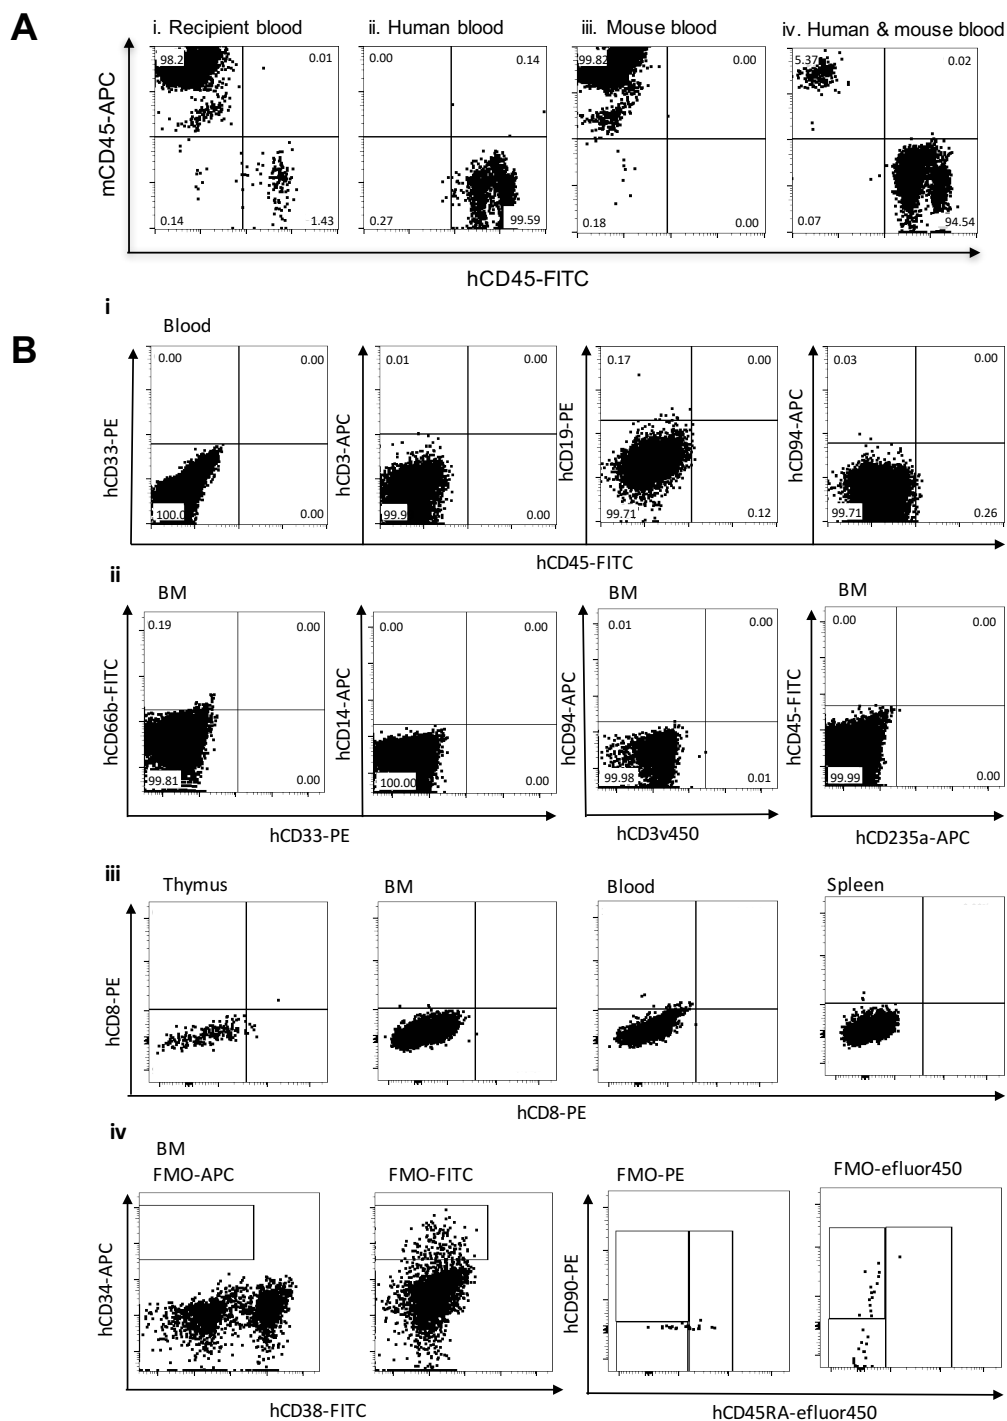 A
i. Recipient blood
ii. Human blood
iii. Mouse blood
iv. Human & mouse blood
mCD45-APC
98.2
0.01
0.14
1.43
0.00
0.14
0.27
99.59
99.82
0.00
0.18
0.00
5.37
0.02
0.07
94.54
hCD45-FITC
i
B
Blood
hCD33-PE
0.00
0.00
100.0
0.00
hCD3-APC
0.01
0.00
99.9
0.00
hCD19-PE
0.17
0.00
99.71
0.12
hCD94-APC
0.03
0.00
99.71
0.26
hCD45-FITC
ii
BM
BM
BM
hCD66b-FITC
0.19
0.00
99.81
0.00
hCD14-APC
0.00
0.00
100.00
0.00
hCD94-APC
0.01
0.00
99.98
0.01
hCD45-FITC
0.00
0.00
99.99
0.00
hCD33-PE
hCD3v450
hCD235a-APC
iii
Thymus
BM
Blood
Spleen
hCD8-PE
hCD8-PE
iv
BM
FMO-APC
FMO-FITC
FMO-PE
FMO-efluor450
hCD34-APC
hCD90-PE
hCD38-FITC
hCD45RA-efluor450